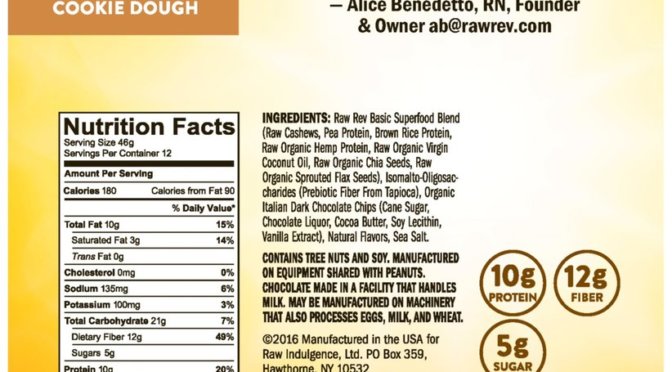 COOKIE DOUGH
— Alice Benedetto, RN, Founder
& Owner ab@rawrev.com
Nutrition Facts
Serving Size 46g
Servings Per Container 12
Amount Per Serving
Calories 180 Calories from Fat 90
% Daily Value*
Total Fat 10g 15%
Saturated Fat 3g 14%
Trans Fat 0g
Cholesterol 0mg 0%
Sodium 135mg 6%
Potassium 100mg 3%
Total Carbohydrate 21g 7%
Dietary Fiber 12g 49%
Sugars 5g
Protein 10g 20%
INGREDIENTS: Raw Rev Basic Superfood Blend
(Raw Cashews, Pea Protein, Brown Rice Protein,
Raw Organic Hemp Protein, Raw Organic Virgin
Coconut Oil, Raw Organic Chia Seeds, Raw
Organic Sprouted Flax Seeds), Isomalto-Oligosac-
charides (Prebiotic Fiber From Tapioca), Organic
Italian Dark Chocolate Chips (Cane Sugar,
Chocolate Liquor, Cocoa Butter, Soy Lecithin,
Vanilla Extract), Natural Flavors, Sea Salt.
CONTAINS TREE NUTS AND SOY. MANUFACTURED
ON EQUIPMENT SHARED WITH PEANUTS.
CHOCOLATE MADE IN A FACILITY THAT HANDLES
MILK. MAY BE MANUFACTURED ON MACHINERY
THAT ALSO PROCESSES EGGS, MILK, AND WHEAT.
©2016 Manufactured in the USA for
Raw Indulgence, Ltd. PO Box 359,
Hawthorne, NY 10532
10g
PROTEIN
12g
FIBER
5g
SUGAR